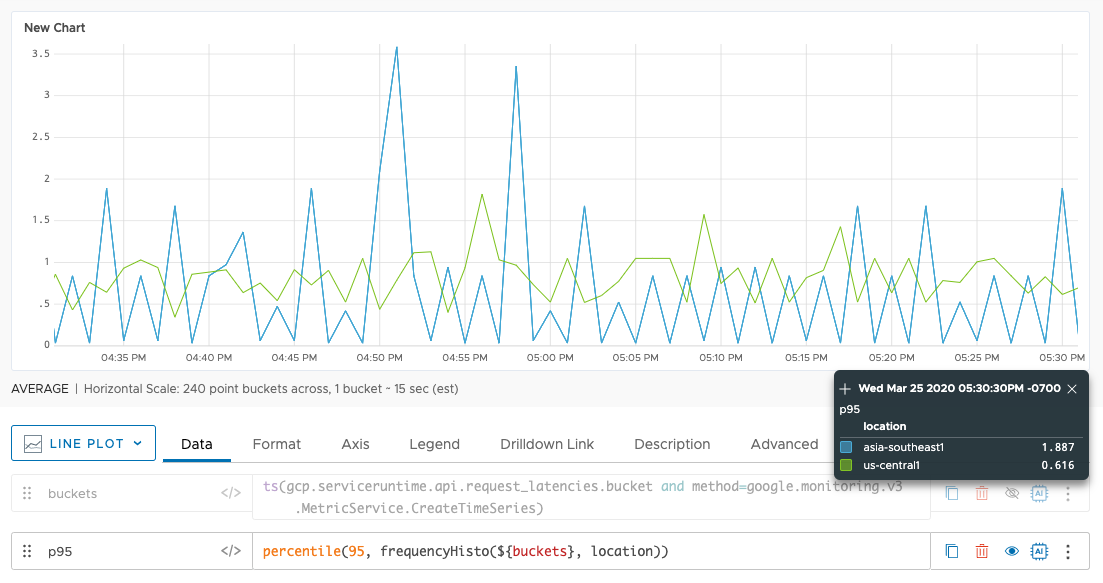 New Chart
3.5
3
2.5
2
1.5
1
.5
0
04:35 PM 04:40 PM 04:45 PM 04:50 PM 04:55 PM 05:00 PM 05:05 PM 05:10 PM 05:15 PM 05:20 PM 05:25 PM 05:30 PM
AVERAGE | Horizontal Scale: 240 point buckets across, 1 bucket ~ 15 sec (est)
Wed Mar 25 2020 05:30:30PM -0700
p95
location
asia-southeast1 1.887
us-central1 0.616
LINE PLOT Data Format Axis Legend Drilldown Link Description Advanced
buckets </> ts(gcp.serviceruntime.api.request_latencies.bucket and method=google.monitoring.v3
.MetricService.CreateTimeSeries)
AI
p95 </> percentile(95, frequencyHisto(${buckets}, location))
AI